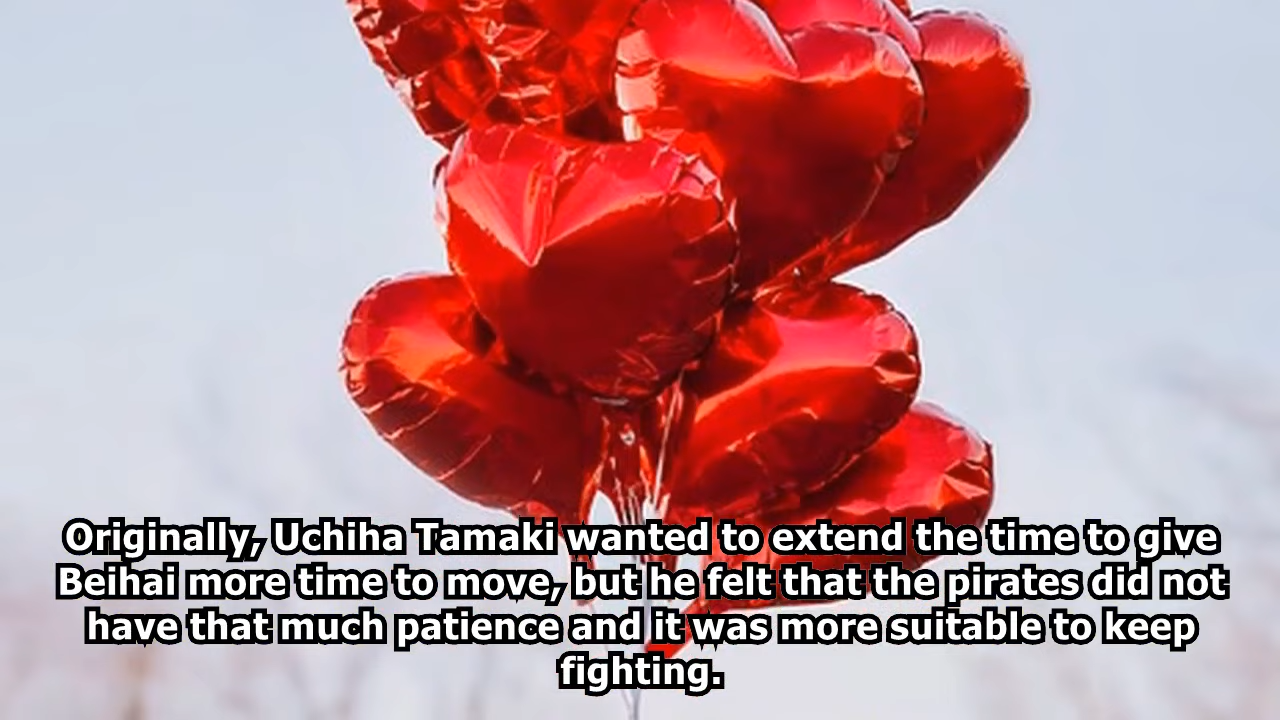 Originally, Uchiha Tamaki wanted to extend the time to give
Beihai more time to move, but he felt that the pirates did not
have that much patience and it was more suitable to keep
fighting.